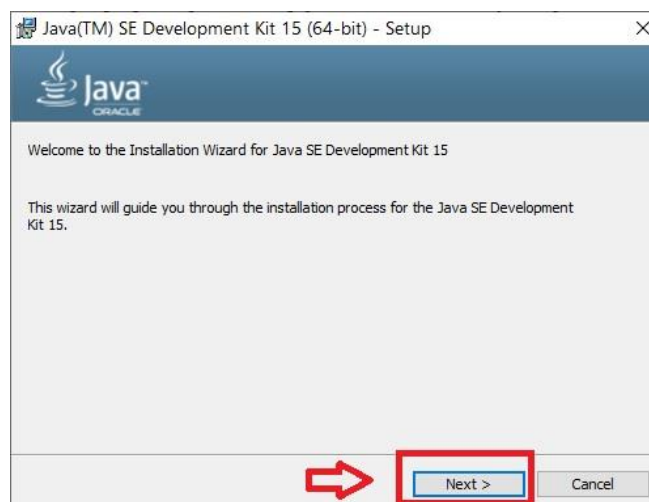 Java(TM) SE Development Kit 15 (64-bit) - Setup
Java™
ORACLE
Welcome to the Installation Wizard for Java SE Development Kit 15
This wizard will guide you through the installation process for the Java SE Development
Kit 15.
Next >
Cancel